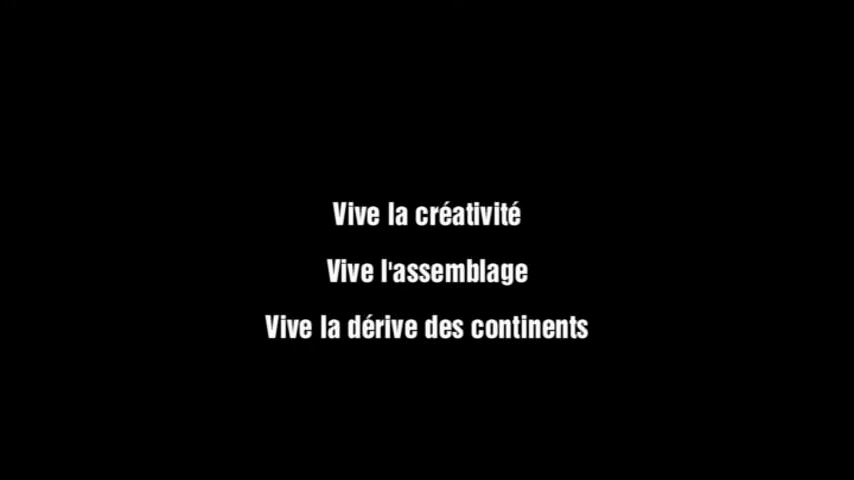 Vive la créativité
Vive l'assemblage
Vive la dérive des continents